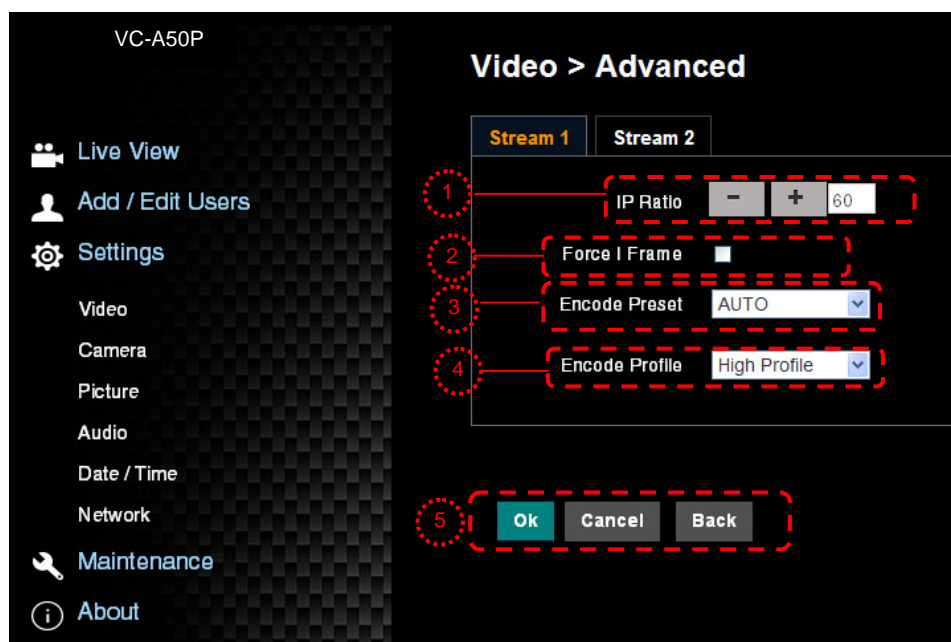 VC-A50P
Live View
Add / Edit Users
Settings
Video
Camera
Picture
Audio
Date / Time
Network
Maintenance
About
Video > Advanced
Stream 1 Stream 2
1 IP Ratio - + 60
2 Force I Frame
3 Encode Preset AUTO
4 Encode Profile High Profile
5 Ok Cancel Back